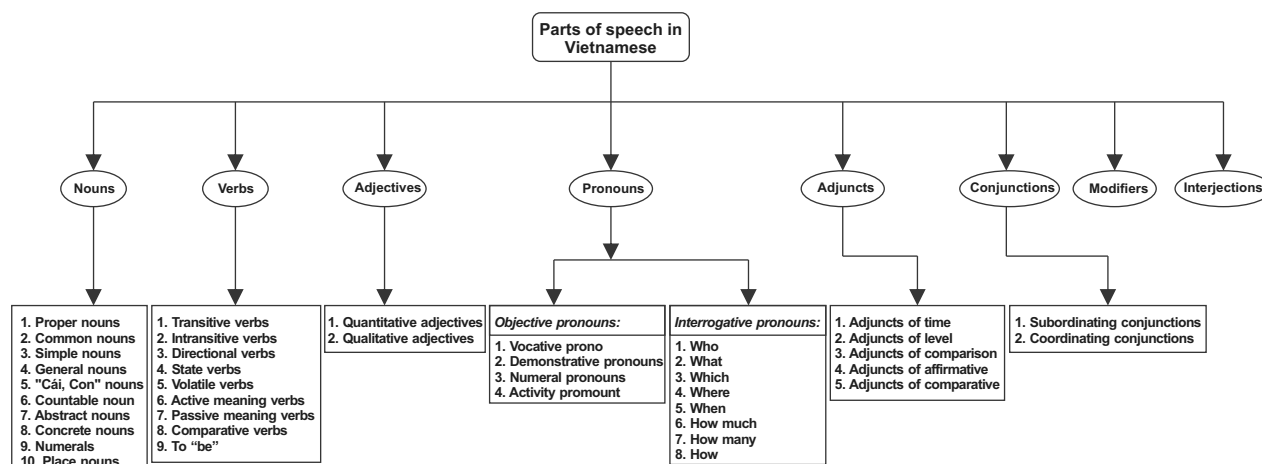 Parts of speech in
Vietnamese
Nouns
Verbs
Adjectives
Pronouns
Adjuncts
Conjunctions
Modifiers
Interjections
1. Proper nouns
2. Common nouns
3. Simple nouns
4. General nouns
5. "Cái, Con" nouns
6. Countable noun
7. Abstract nouns
8. Concrete nouns
9. Numerals
10. Place nouns
1. Transitive verbs
2. Intransitive verbs
3. Directional verbs
4. State verbs
5. Volatile verbs
6. Active meaning verbs
7. Passive meaning verbs
8. Comparative verbs
9. To “be”
1. Quantitative adjectives
2. Qualitative adjectives
Objective pronouns:
1. Vocative prono
2. Demonstrative pronouns
3. Numeral pronouns
4. Activity promount
Interrogative pronouns:
1. Who
2. What
3. Which
4. Where
5. When
6. How much
7. How many
8. How
1. Adjuncts of time
2. Adjuncts of level
3. Adjuncts of comparison
4. Adjuncts of affirmative
5. Adjuncts of comparative
1. Subordinating conjunctions
2. Coordinating conjunctions